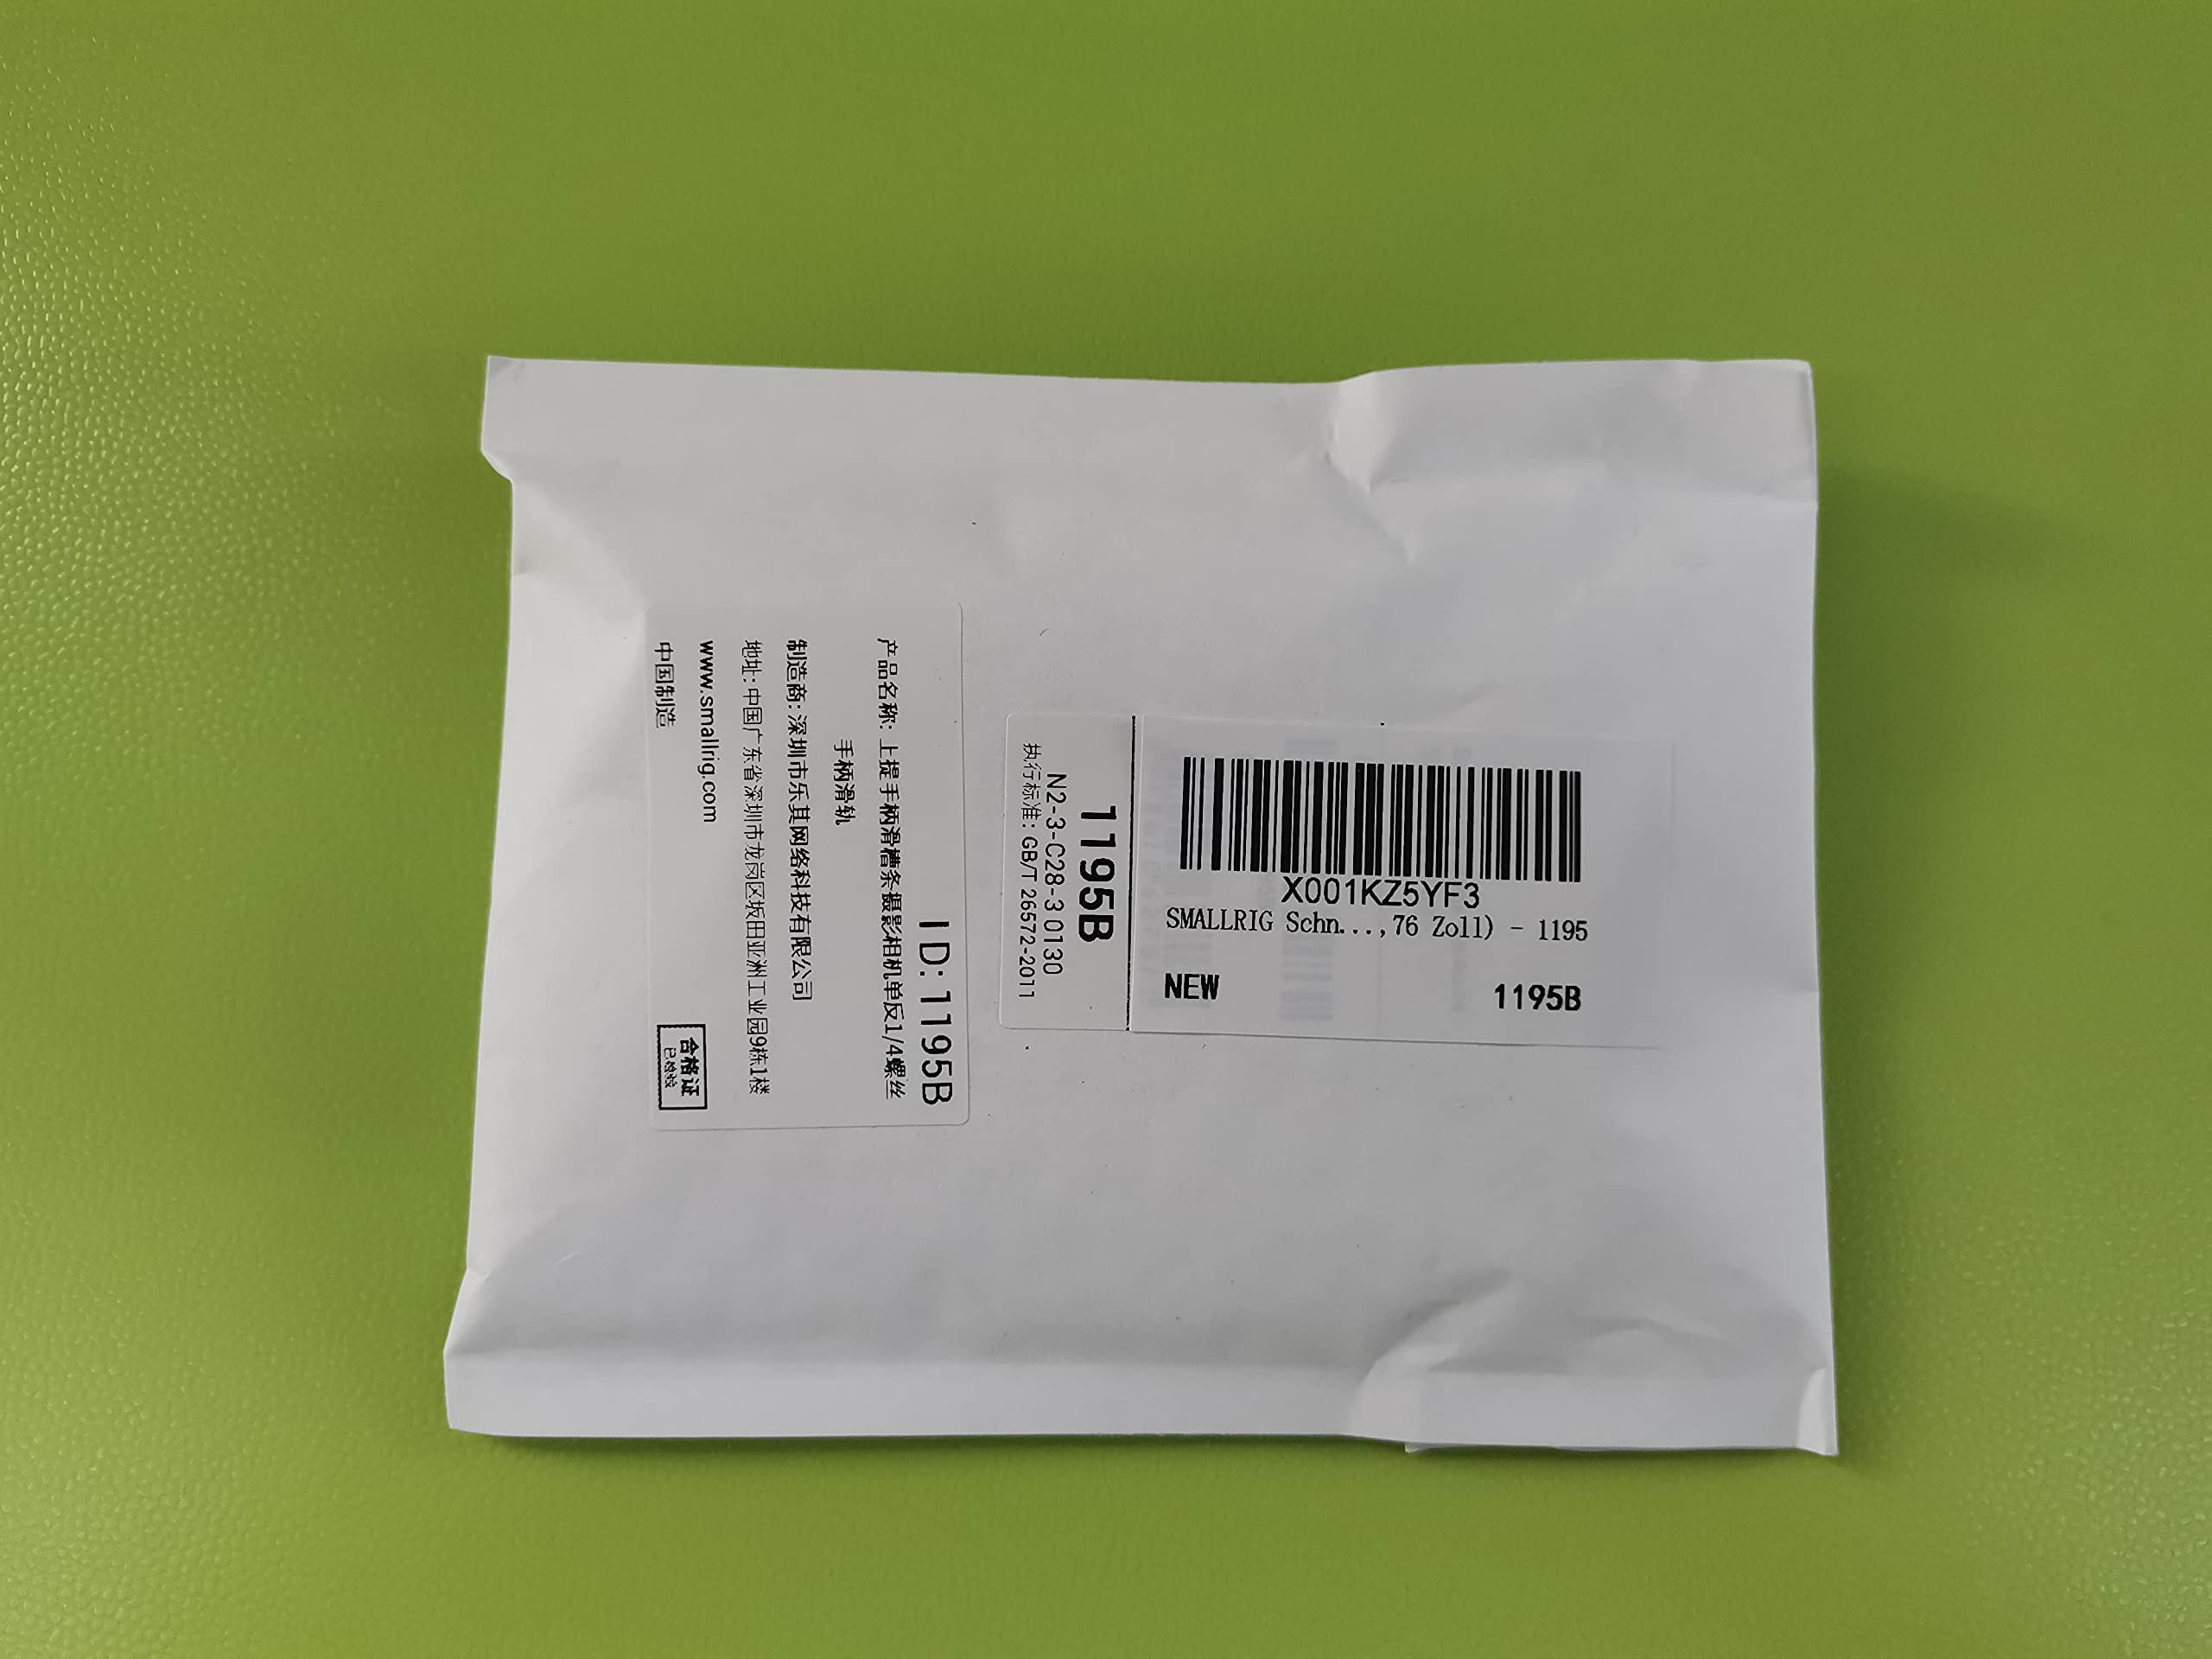 ID:1195B
产品名称: 上提手柄滑槽条摄影相机单反1/4螺丝
手柄滑轨
制造商: 深圳市乐其网络科技有限公司
地址: 中国广东省深圳市龙岗区坂田亚洲工业园9栋1楼
www.smallrig.com
中国制造
合格证
已检验
1195B
N2-3-C28-3 0130
执行标准: GB/T 26572-2011
X001KZ5YF3
SMALLRIG Schn...,76 Zoll) - 1195
NEW 1195B